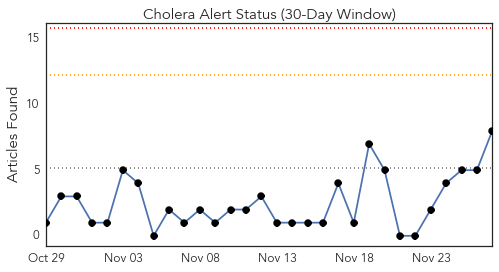 Cholera Alert Status (30-Day Window)
Articles Found
15
10
5
0
Oct 29 Nov 03 Nov 08 Nov 13 Nov 18 Nov 23